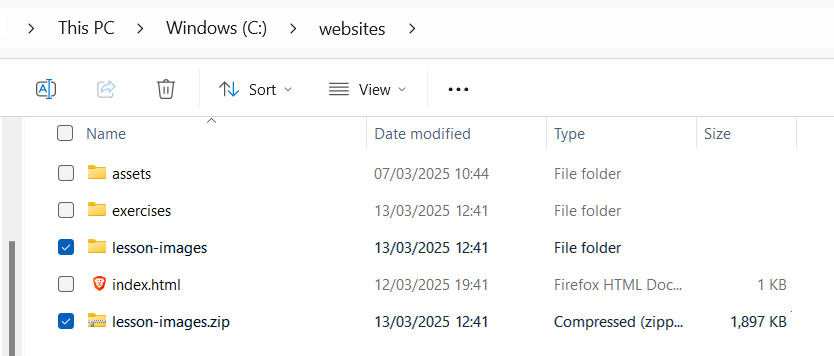 This PC Windows (C:) websites
Sort View
Name Date modified Type Size
assets 07/03/2025 10:44 File folder
exercises 13/03/2025 12:41 File folder
lesson-images 13/03/2025 12:41 File folder
index.html 12/03/2025 19:41 Firefox HTML Doc... 1 KB
lesson-images.zip 13/03/2025 12:41 Compressed (zipp... 1,897 KB